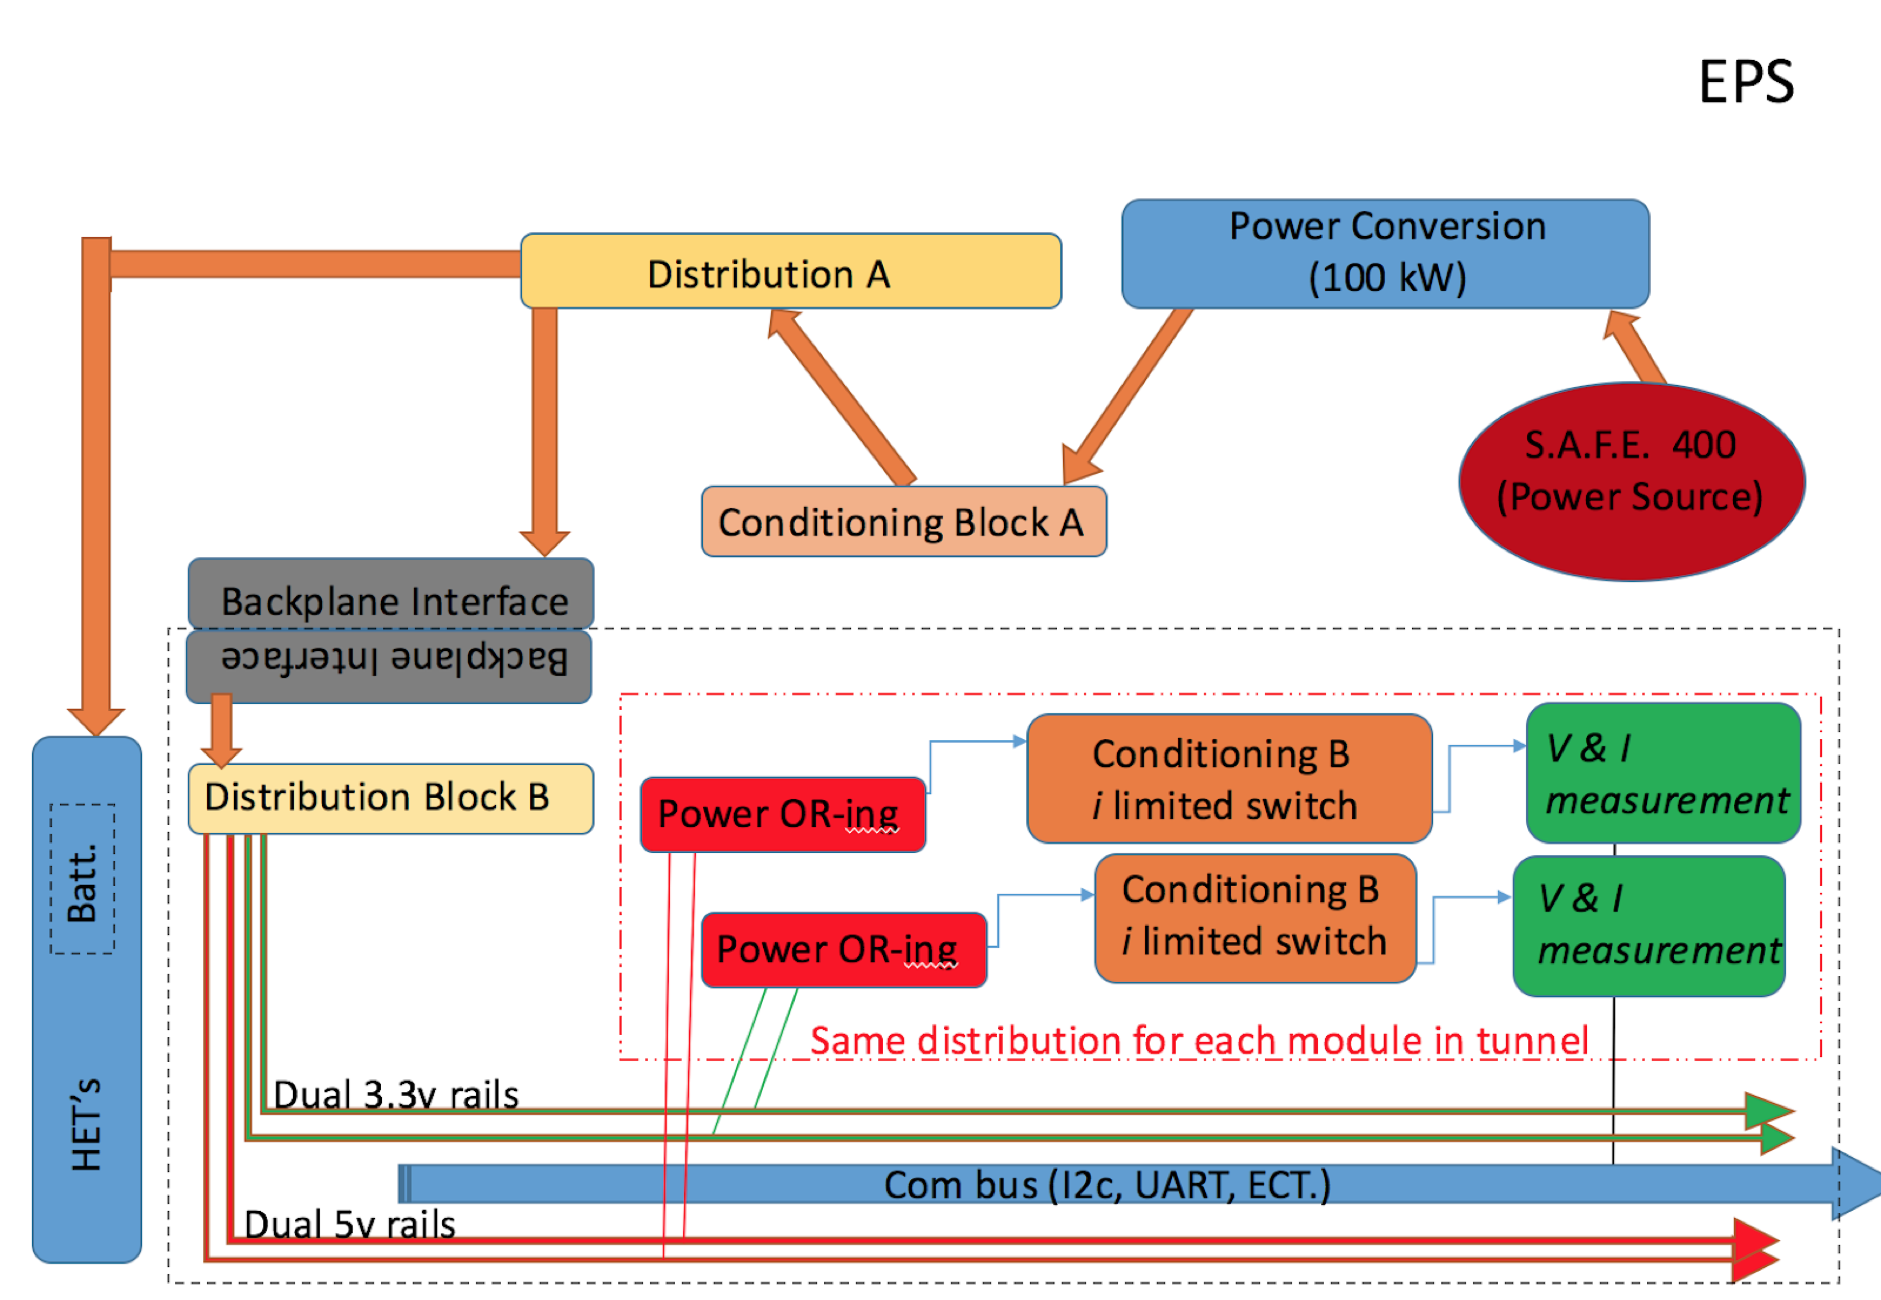 EPS
Power Conversion
(100 kW)
Distribution A
S.A.F.E. 400
(Power Source)
Conditioning Block A
Backplane Interface
Backplane Interface
Distribution Block B
Power OR-ing
Conditioning B
i limited switch
V & I
measurement
Power OR-ing
Conditioning B
i limited switch
V & I
measurement
Same distribution for each module in tunnel
Batt.
HET's
Dual 3.3v rails
Com bus (I2c, UART, ECT.)
Dual 5v rails